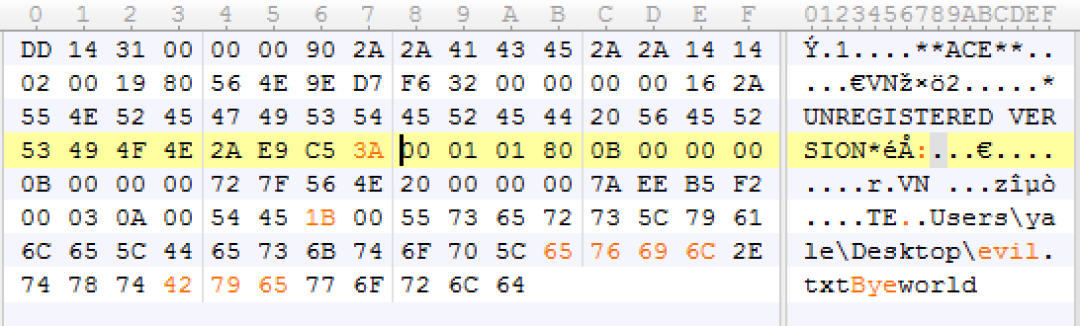 0 1 2 3 4 5 6 7 8 9 A B C D E F 0123456789ABCDEF
DD 14 31 00 00 00 90 2A 2A 41 43 45 2A 2A 14 14 Ý.1....**ACE**..
02 00 19 80 56 4E 9E D7 F6 32 00 00 00 00 16 2A ...€VNž×ö2.....*
55 4E 52 45 47 49 53 54 45 52 45 44 20 56 45 52 UNREGISTERED VER
53 49 4F 4E 2A E9 C5 3A 00 01 01 80 0B 00 00 00 SION*éÅ:...€....
0B 00 00 00 72 7F 56 4E 20 00 00 00 7A EE B5 F2 ....r.VN ...zîµò
00 03 0A 00 54 45 1B 00 55 73 65 72 73 5C 79 61 ....TE..Users\ya
6C 65 5C 44 65 73 6B 74 6F 70 5C 65 76 69 6C 2E le\Desktop\evil.
74 78 74 42 79 65 77 6F 72 6C 64 txtByeworld